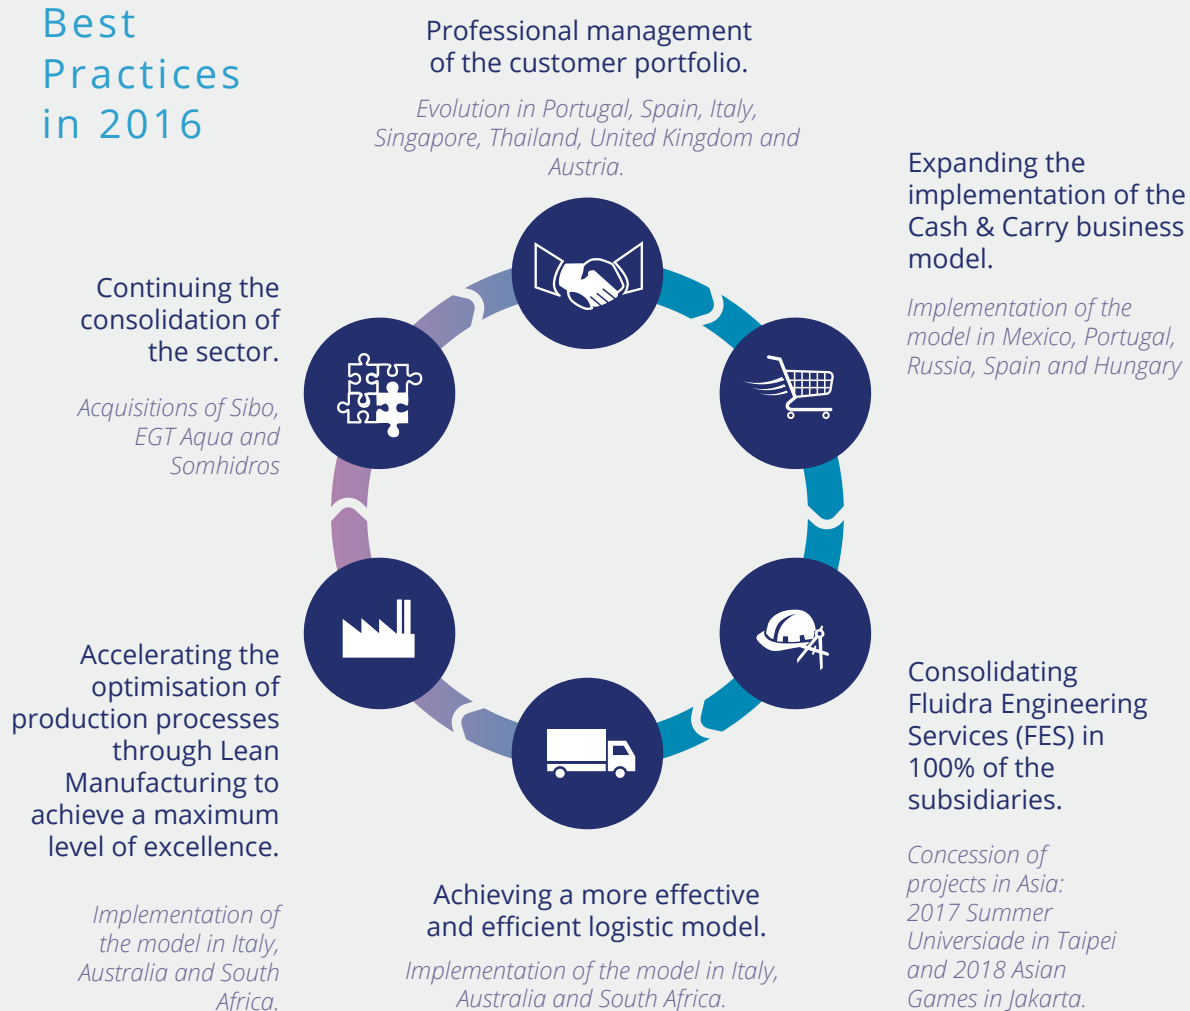 Best
Practices
in 2016
Professional management
of the customer portfolio.
Evolution in Portugal, Spain, Italy,
Singapore, Thailand, United Kingdom and
Austria.
Expanding the
implementation of the
Cash & Carry business
model.
Implementation of the
model in Mexico, Portugal,
Russia, Spain and Hungary
Consolidating
Fluidra Engineering
Services (FES) in
100% of the
subsidiaries.
Concession of
projects in Asia:
2017 Summer
Universiade in Taipei
and 2018 Asian
Games in Jakarta.
Achieving a more effective
and efficient logistic model.
Implementation of the model in Italy,
Australia and South Africa.
Accelerating the
optimisation of
production processes
through Lean
Manufacturing to
achieve a maximum
level of excellence.
Implementation of
the model in Italy,
Australia and South
Africa.
Continuing the
consolidation of
the sector.
Acquisitions of Sibo,
EGT Aqua and
Somhidros